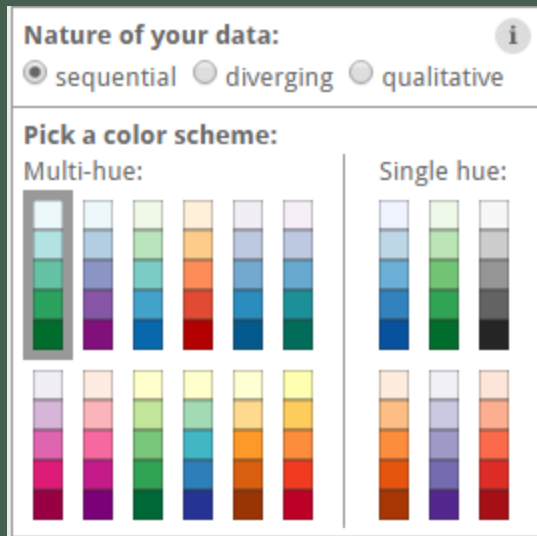 Nature of your data:
i
sequential diverging qualitative
Pick a color scheme:
Multi-hue:
Single hue: